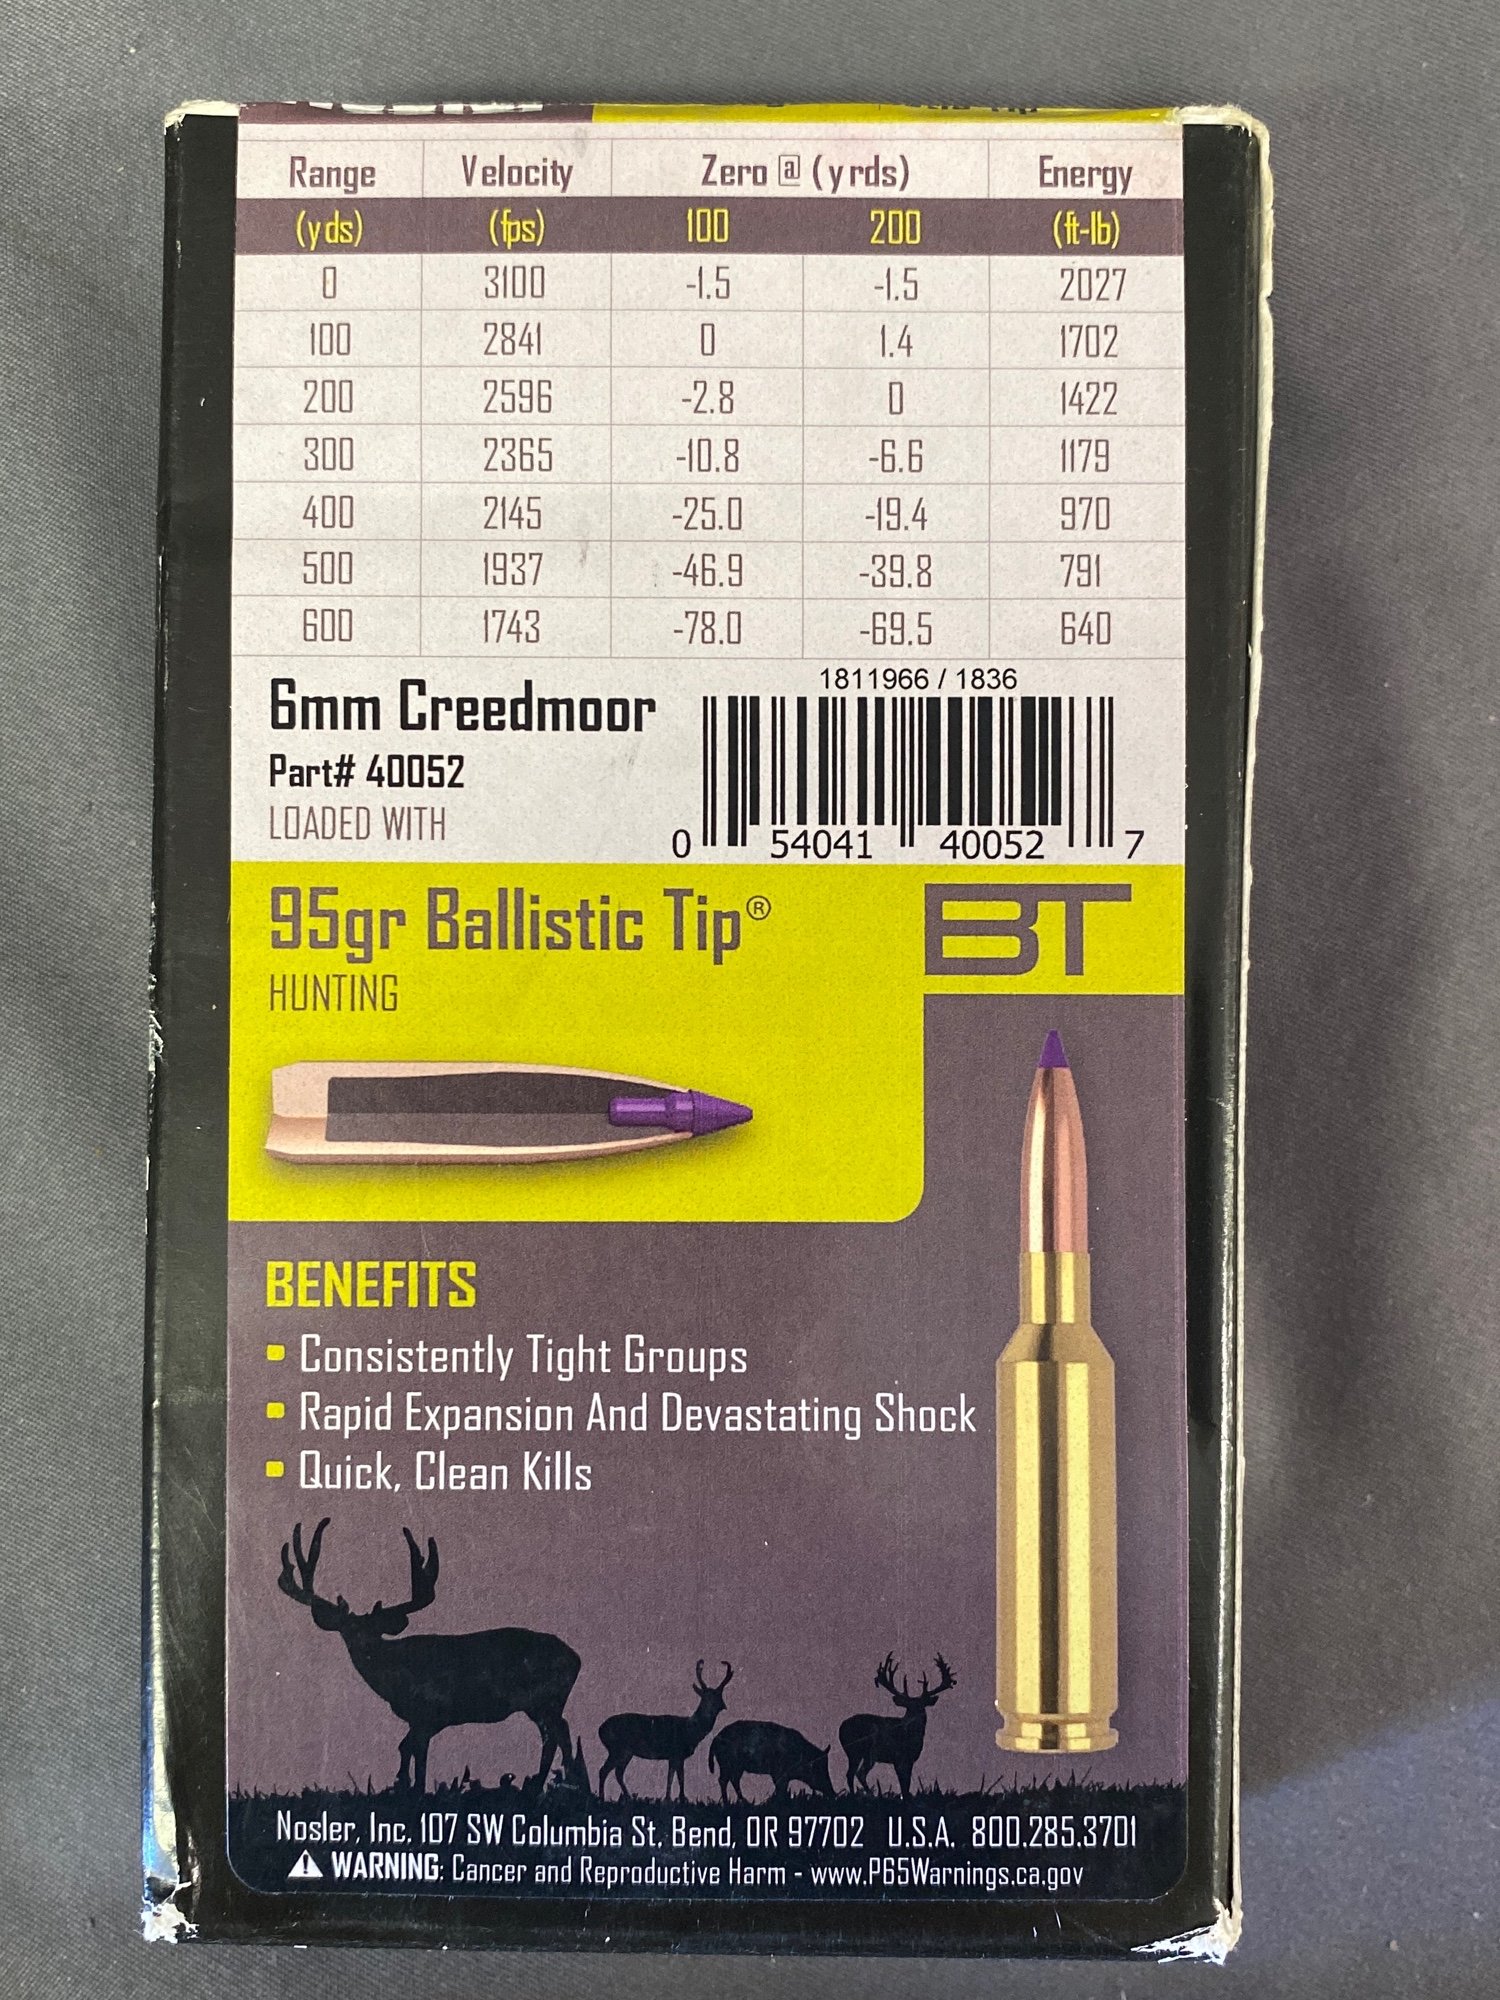 Range Velocity Zero @ (yrds) Energy
(yds) (fps) 100 200 (ft-lb)
0 3100 -1.5 -1.5 2027
100 2841 0 1.4 1702
200 2596 -2.8 0 1422
300 2365 -10.8 -6.6 1179
400 2145 -25.0 -19.4 970
500 1937 -46.9 -39.8 791
600 1743 -78.0 -69.5 640
6mm Creedmoor
Part# 40052
LOADED WITH
1811966 / 1836
0 54041 40052 7
95gr Ballistic Tip®
HUNTING
BT
BENEFITS
Consistently Tight Groups
Rapid Expansion And Devastating Shock
Quick, Clean Kills
Nosler, Inc. 107 SW Columbia St. Bend, OR 97702 U.S.A. 800.285.3701
WARNING: Cancer and Reproductive Harm - www.P65Warnings.ca.gov